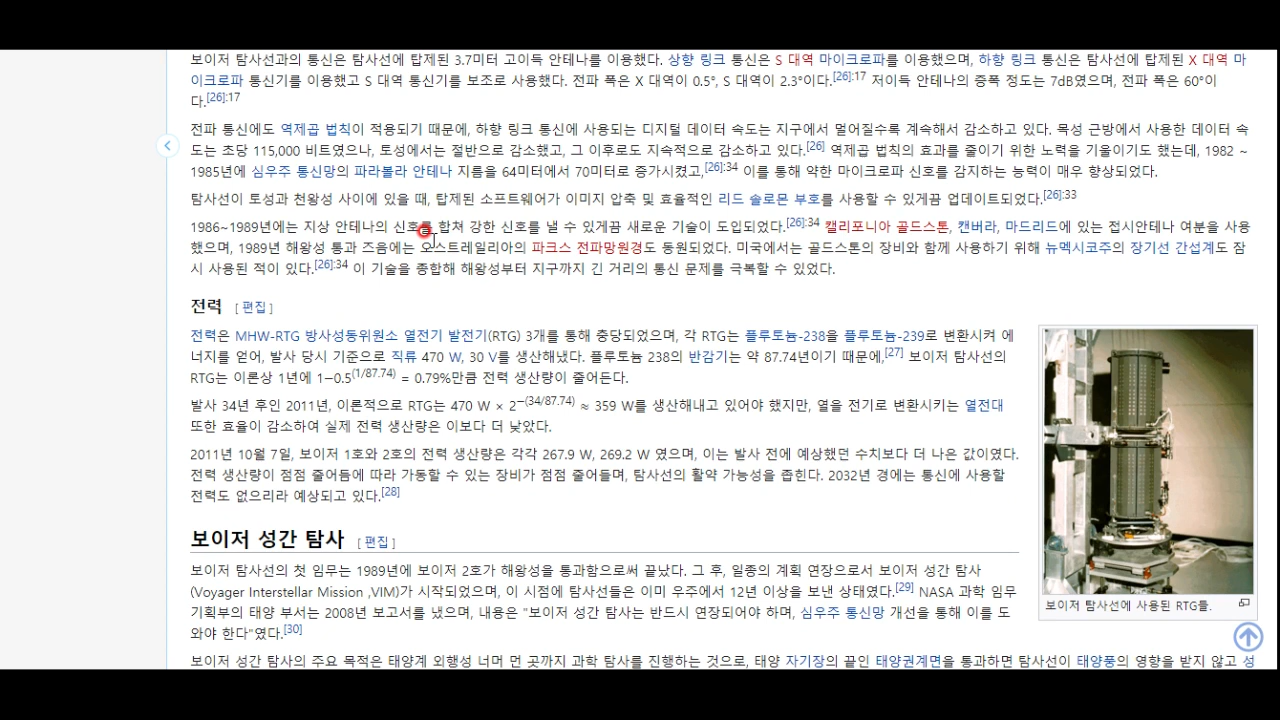 보이저 탐사선과의 통신은 탐사선에 탑제된 3.7미터 고이득 안테나를 이용했다. 상향 링크 통신은 S 대역 마이크로파를 이용했으며, 하향 링크 통신은 탐사선에 탑제된 X 대역 마
이크로파 통신기를 이용했고 S 대역 통신기를 보조로 사용했다. 전파 폭은 X 대역이 0.5°, S 대역이 2.3°이다.[26]:17 저이득 안테나의 증폭 정도는 7dB였으며, 전파 폭은 60°이
다.[26]:17
전파 통신에도 역제곱 법칙이 적용되기 때문에, 하향 링크 통신에 사용되는 디지털 데이터 속도는 지구에서 멀어질수록 계속해서 감소하고 있다. 목성 근방에서 사용한 데이터 속
도는 초당 115,000 비트였으나, 토성에서는 절반으로 감소했고, 그 이후로도 지속적으로 감소하고 있다.[26] 역제곱 법칙의 효과를 줄이기 위한 노력을 기울이기도 했는데, 1982 ~
1985년에 심우주 통신망의 파라볼라 안테나 지름을 64미터에서 70미터로 증가시켰고,[26]:34 이를 통해 약한 마이크로파 신호를 감지하는 능력이 매우 향상되었다.
탐사선이 토성과 천왕성 사이에 있을 때, 탑제된 소프트웨어가 이미지 압축 및 효율적인 리드 솔로몬 부호를 사용할 수 있게끔 업데이트되었다.[26]:33
1986~1989년에는 지상 안테나의 신호를 합쳐 강한 신호를 낼 수 있게끔 새로운 기술이 도입되었다.[26]:34 캘리포니아 골드스톤, 캔버라, 마드리드에 있는 접시안테나 여분을 사용
했으며, 1989년 해왕성 통과 즈음에는 오스트레일리아의 파크스 전파망원경도 동원되었다. 미국에서는 골드스톤의 장비와 함께 사용하기 위해 뉴멕시코주의 장기선 간섭계도 잠
시 사용된 적이 있다.[26]:34 이 기술을 종합해 해왕성부터 지구까지 긴 거리의 통신 문제를 극복할 수 있었다.
전력 [ 편집 ]
전력은 MHW-RTG 방사성동위원소 열전기 발전기(RTG) 3개를 통해 충당되었으며, 각 RTG는 플루토늄-238을 플루토늄-239로 변환시켜 에
너지를 얻어, 발사 당시 기준으로 직류 470 W, 30 V를 생산해냈다. 플루토늄 238의 반감기는 약 87.74년이기 때문에,[27] 보이저 탐사선의
RTG는 이론상 1년에 1−0.5(1/87.74) = 0.79%만큼 전력 생산량이 줄어든다.
발사 34년 후인 2011년, 이론적으로 RTG는 470 W × 2−(34/87.74) ≈ 359 W를 생산해내고 있어야 했지만, 열을 전기로 변환시키는 열전대
또한 효율이 감소하여 실제 전력 생산량은 이보다 더 낮았다.
2011년 10월 7일, 보이저 1호와 2호의 전력 생산량은 각각 267.9 W, 269.2 W 였으며, 이는 발사 전에 예상했던 수치보다 더 나은 값이였다.
전력 생산량이 점점 줄어듬에 따라 가동할 수 있는 장비가 점점 줄어들며, 탐사선의 활약 가능성을 좁힌다. 2032년 경에는 통신에 사용할
전력도 없으리라 예상되고 있다.[28]
보이저 성간 탐사 [ 편집 ]
보이저 탐사선의 첫 임무는 1989년에 보이저 2호가 해왕성을 통과함으로써 끝났다. 그 후, 일종의 계획 연장으로서 보이저 성간 탐사
(Voyager Interstellar Mission ,VIM)가 시작되었으며, 이 시점에 탐사선들은 이미 우주에서 12년 이상을 보낸 상태였다.[29] NASA 과학 임무
기획부의 태양 부서는 2008년 보고서를 냈으며, 내용은 "보이저 성간 탐사는 반드시 연장되어야 하며, 심우주 통신망 개선을 통해 이를 도
와야 한다"였다.[30]
보이저 성간 탐사의 주요 목적은 태양계 외행성 너머 먼 곳까지 과학 탐사를 진행하는 것으로, 태양 자기장의 끝인 태양권계면을 통과하면 탐사선이 태양풍의 영향을 받지 않고 성
보이저 탐사선에 사용된 RTG들.